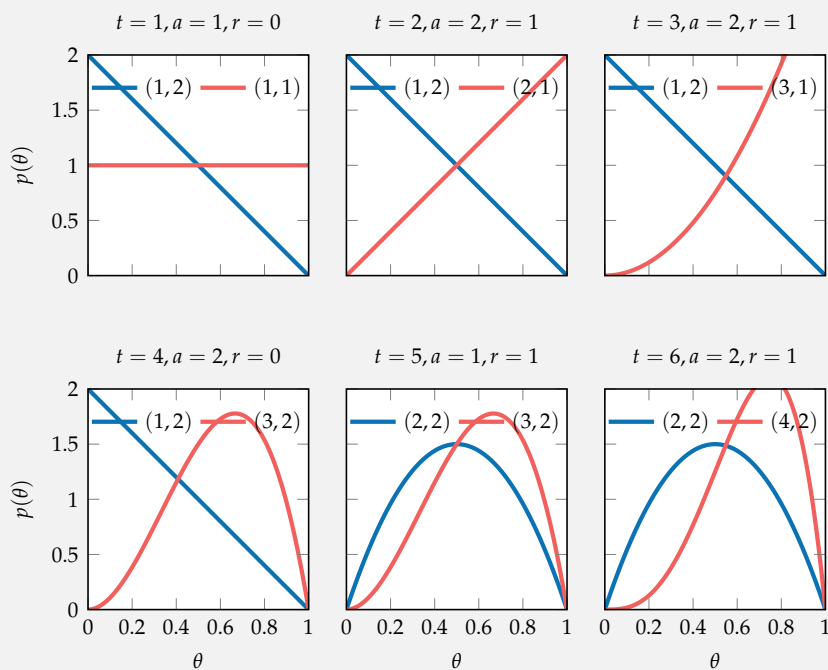 t = 1, a = 1, r = 0
t = 2, a = 2, r = 1
t = 3, a = 2, r = 1
2
1.5
1
0.5
0
p(θ)
(1, 2) (1, 1)
(1, 2) (2, 1)
(1, 2) (3, 1)
t = 4, a = 2, r = 0
t = 5, a = 1, r = 1
t = 6, a = 2, r = 1
2
1.5
1
0.5
0
p(θ)
(1, 2) (3, 2)
(2, 2) (3, 2)
(2, 2) (4, 2)
0 0.2 0.4 0.6 0.8 1
0 0.2 0.4 0.6 0.8 1
0 0.2 0.4 0.6 0.8 1
θ
θ
θ